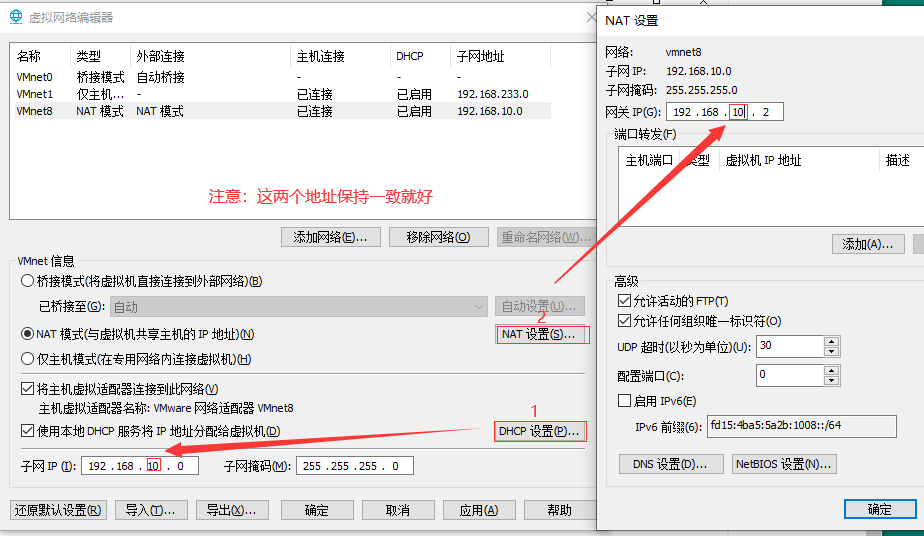 虚拟网络编辑器
名称 类型 外部连接 主机连接 DHCP 子网地址
VMnet0 桥接模式 自动桥接 - - -
VMnet1 仅主机... - 已连接 已启用 192.168.233.0
VMnet8 NAT 模式 NAT 模式 已连接 已启用 192.168.10.0
注意：这两个地址保持一致就好
添加网络(E)... 移除网络(O) 重命名网络(W)...
VMnet 信息
桥接模式(将虚拟机直接连接到外部网络)(B)
已桥接至(G): 自动 自动设置(U)...
2
NAT 模式(与虚拟机共享主机的 IP 地址)(N) NAT 设置(S)...
仅主机模式(在专用网络内连接虚拟机)(H)
将主机虚拟适配器连接到此网络(V)
主机虚拟适配器名称: VMware 网络适配器 VMnet8
1
使用本地 DHCP 服务将 IP 地址分配给虚拟机(D) DHCP 设置(P)...
子网 IP (I): 192 .168 . 10 . 0 子网掩码(M): 255 .255 .255 . 0
还原默认设置(R) 导入(T)... 导出(X)... 确定 取消 应用(A) 帮助
NAT 设置
网络: vmnet8
子网 IP: 192.168.10.0
子网掩码: 255.255.255.0
网关 IP(G): 192 .168 . 10 . 2
端口转发(F)
主机端口 类型 虚拟机 IP 地址 描述
添加(A)...
高级
允许活动的 FTP(T)
允许任何组织唯一标识符(O)
UDP 超时(以秒为单位)(U): 30
配置端口(C): 0
启用 IPv6(E)
IPv6 前缀(6): fd15:4ba5:5a2b:1008::/64
DNS 设置(D)... NetBIOS 设置(N)...
确定